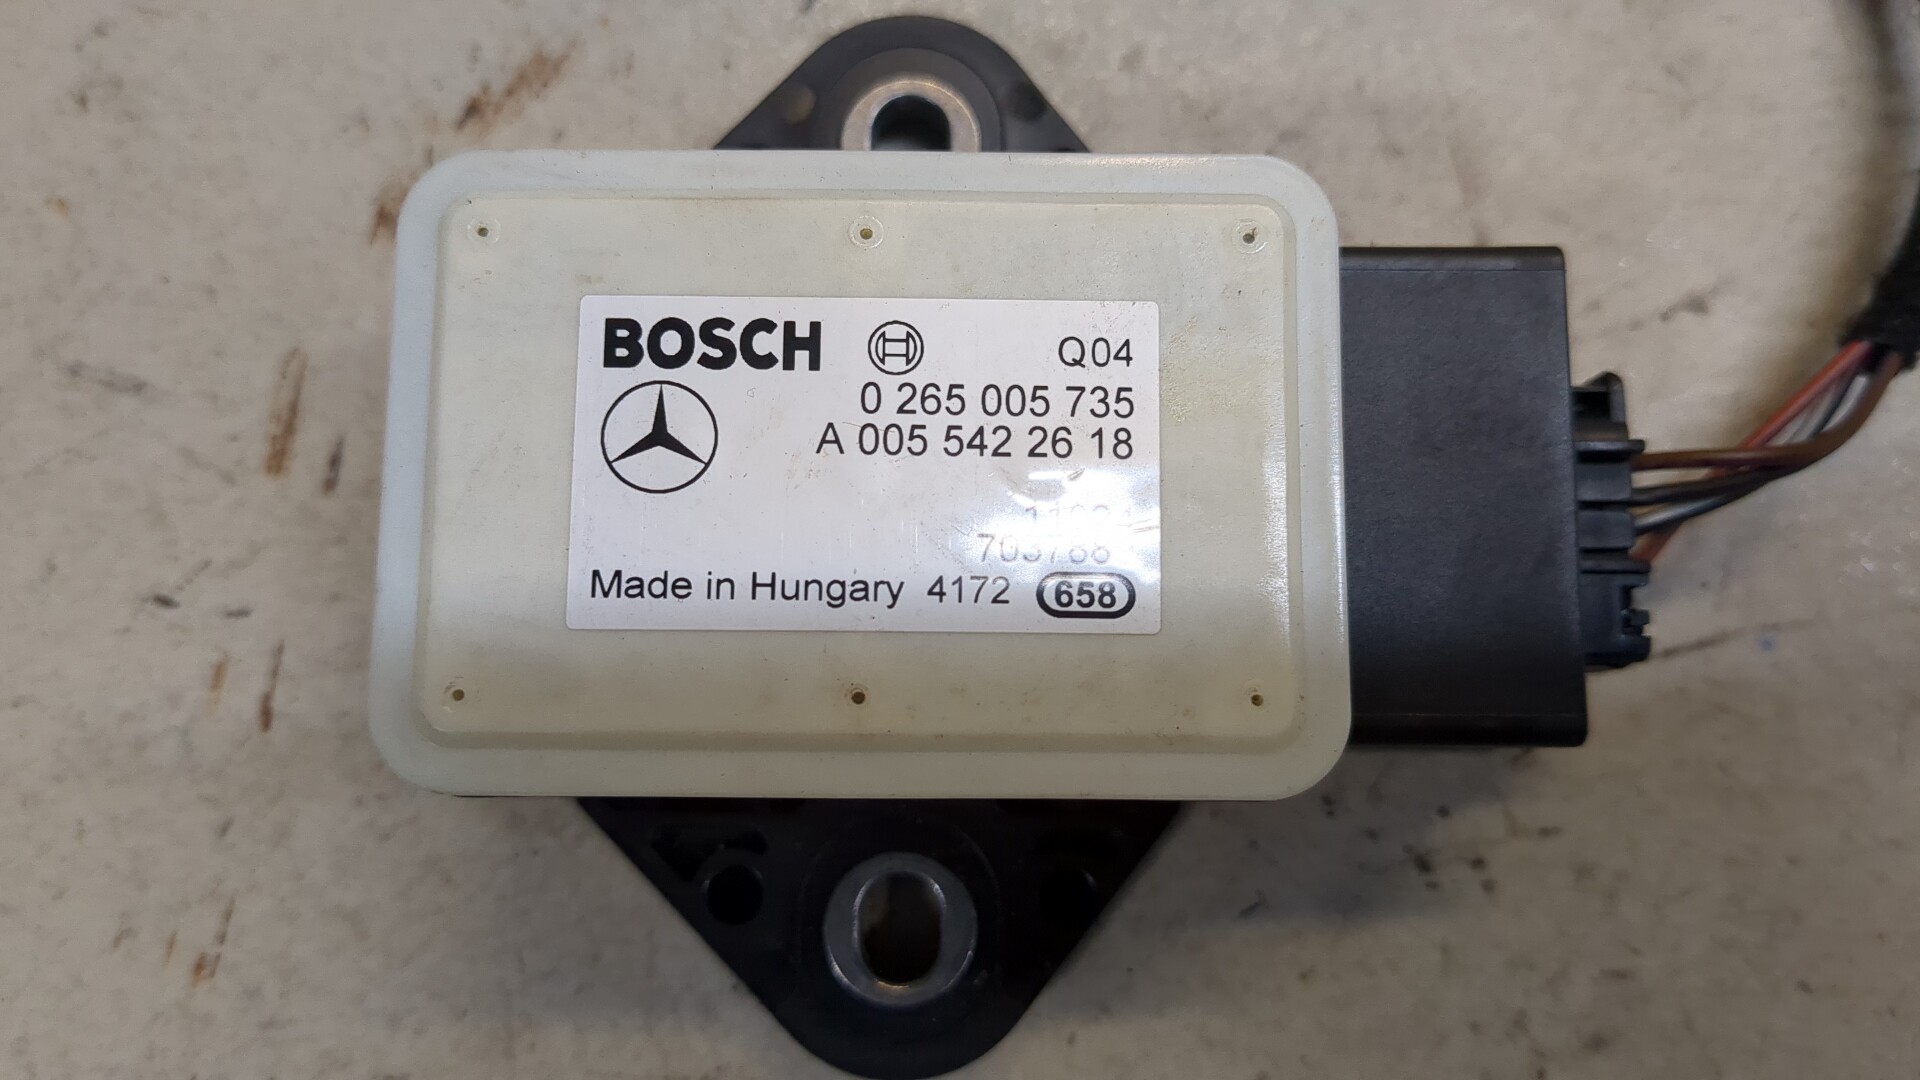 BOSCH Q04
0 265 005 735
A 005 542 26 18
Made in Hungary 4172 658